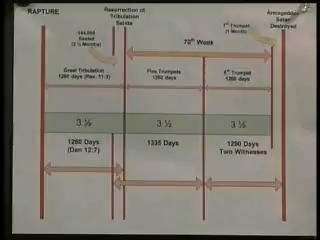 RAPTURE
Resurrection of
Tribulation
Saints
144,000
Sealed
(2 ½ Months)
7th Trumpet
(1 Month)
Armageddon
Satan
Destroyed
70th Week
Great Tribulation
1260 days (Rev. 11:3)
Five Trumpets
1260 days
6th Trumpet
1260 days
3 ½
3 ½
3 ½
1260 Days
(Dan 12:7)
1335 Days
1290 Days
Two Witnesses